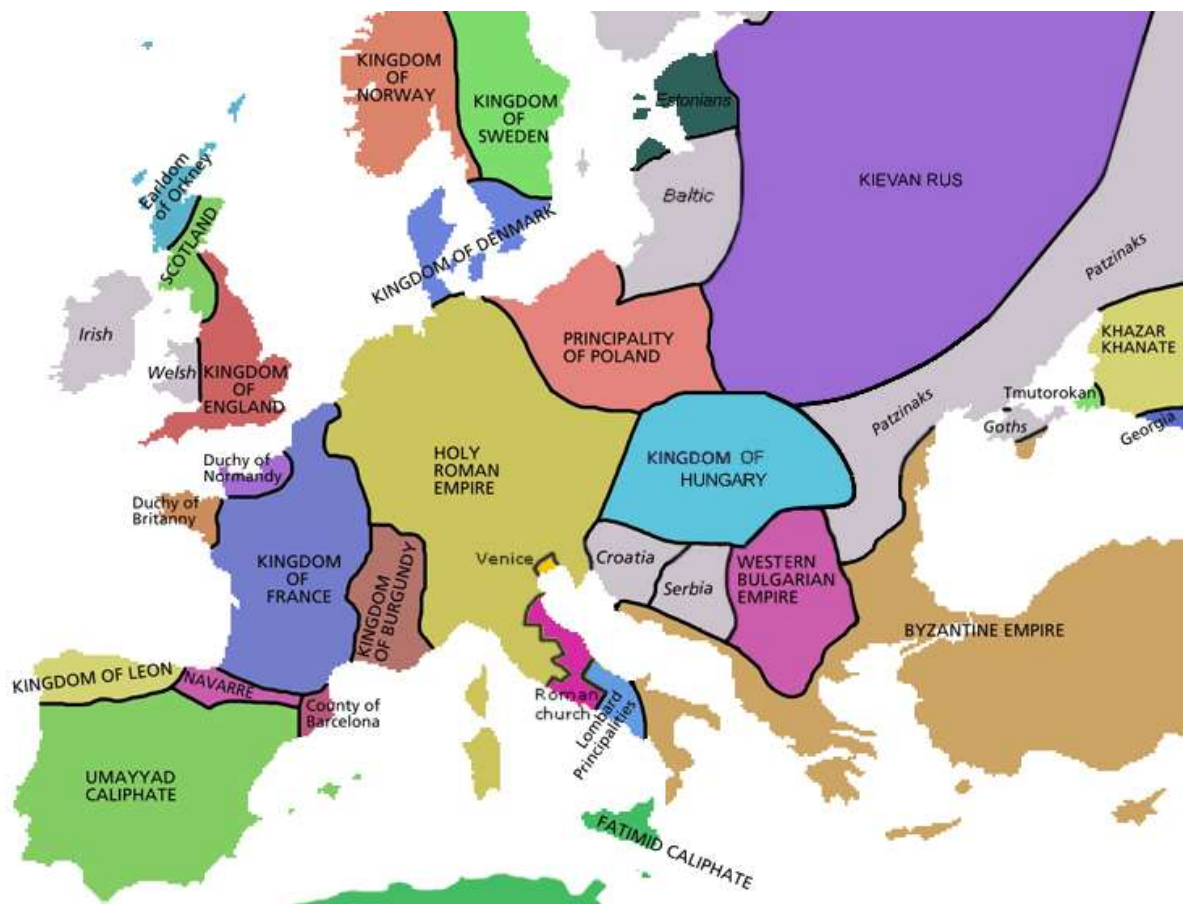 KINGDOM
OF
NORWAY
KINGDOM
OF
SWEDEN
Estonians
KIEVAN RUS
Earldom
of Orkney
SCOTLAND
KINGDOM OF DENMARK
Baltic
Patzinaks
Irish
Welsh
KINGDOM
OF
ENGLAND
PRINCIPALITY
OF POLAND
KHAZAR
KHANATE
Tmutorokan
Georgia
Goths
Patzinaks
Duchy of
Normandy
Duchy of
Britanny
HOLY
ROMAN
EMPIRE
KINGDOM OF
HUNGARY
KINGDOM
OF
FRANCE
KINGDOM
OF BURGUNDY
Venice
Croatia
Serbia
WESTERN
BULGARIAN
EMPIRE
BYZANTINE EMPIRE
KINGDOM OF LEON
NAVARRE
County of
Barcelona
Roman
church
Lombard
Principalities
UMAYYAD
CALIPHATE
FATIMID CALIPHATE